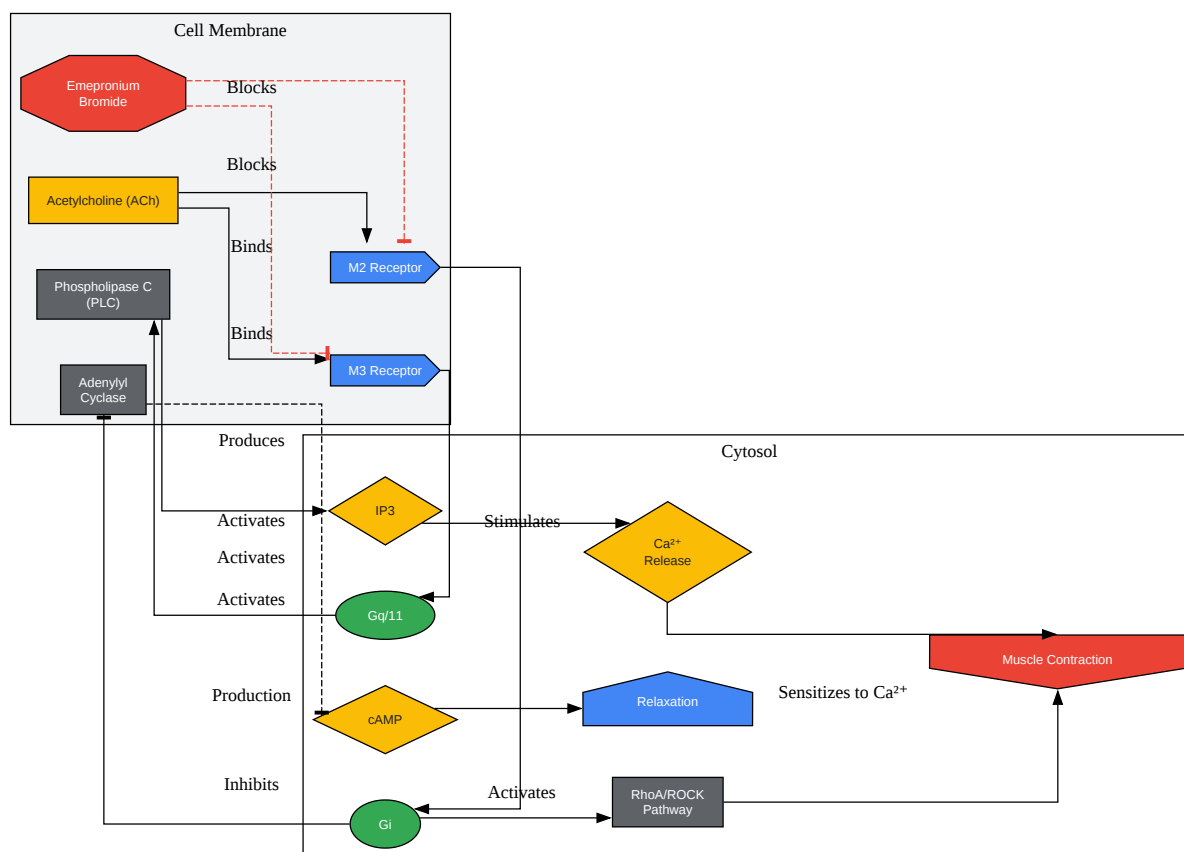 Cell Membrane
Emepronium
Bromide
Blocks
Blocks
Acetylcholine (ACh)
Binds
M2 Receptor
Phospholipase C
(PLC)
Binds
M3 Receptor
Adenylyl
Cyclase
Produces
Cytosol
IP3
Activates
Stimulates
Ca²⁺
Release
Activates
Activates
Gq/11
Muscle Contraction
Production
cAMP
Relaxation
Sensitizes to Ca²⁺
Inhibits
Activates
RhoA/ROCK
Pathway
Gi